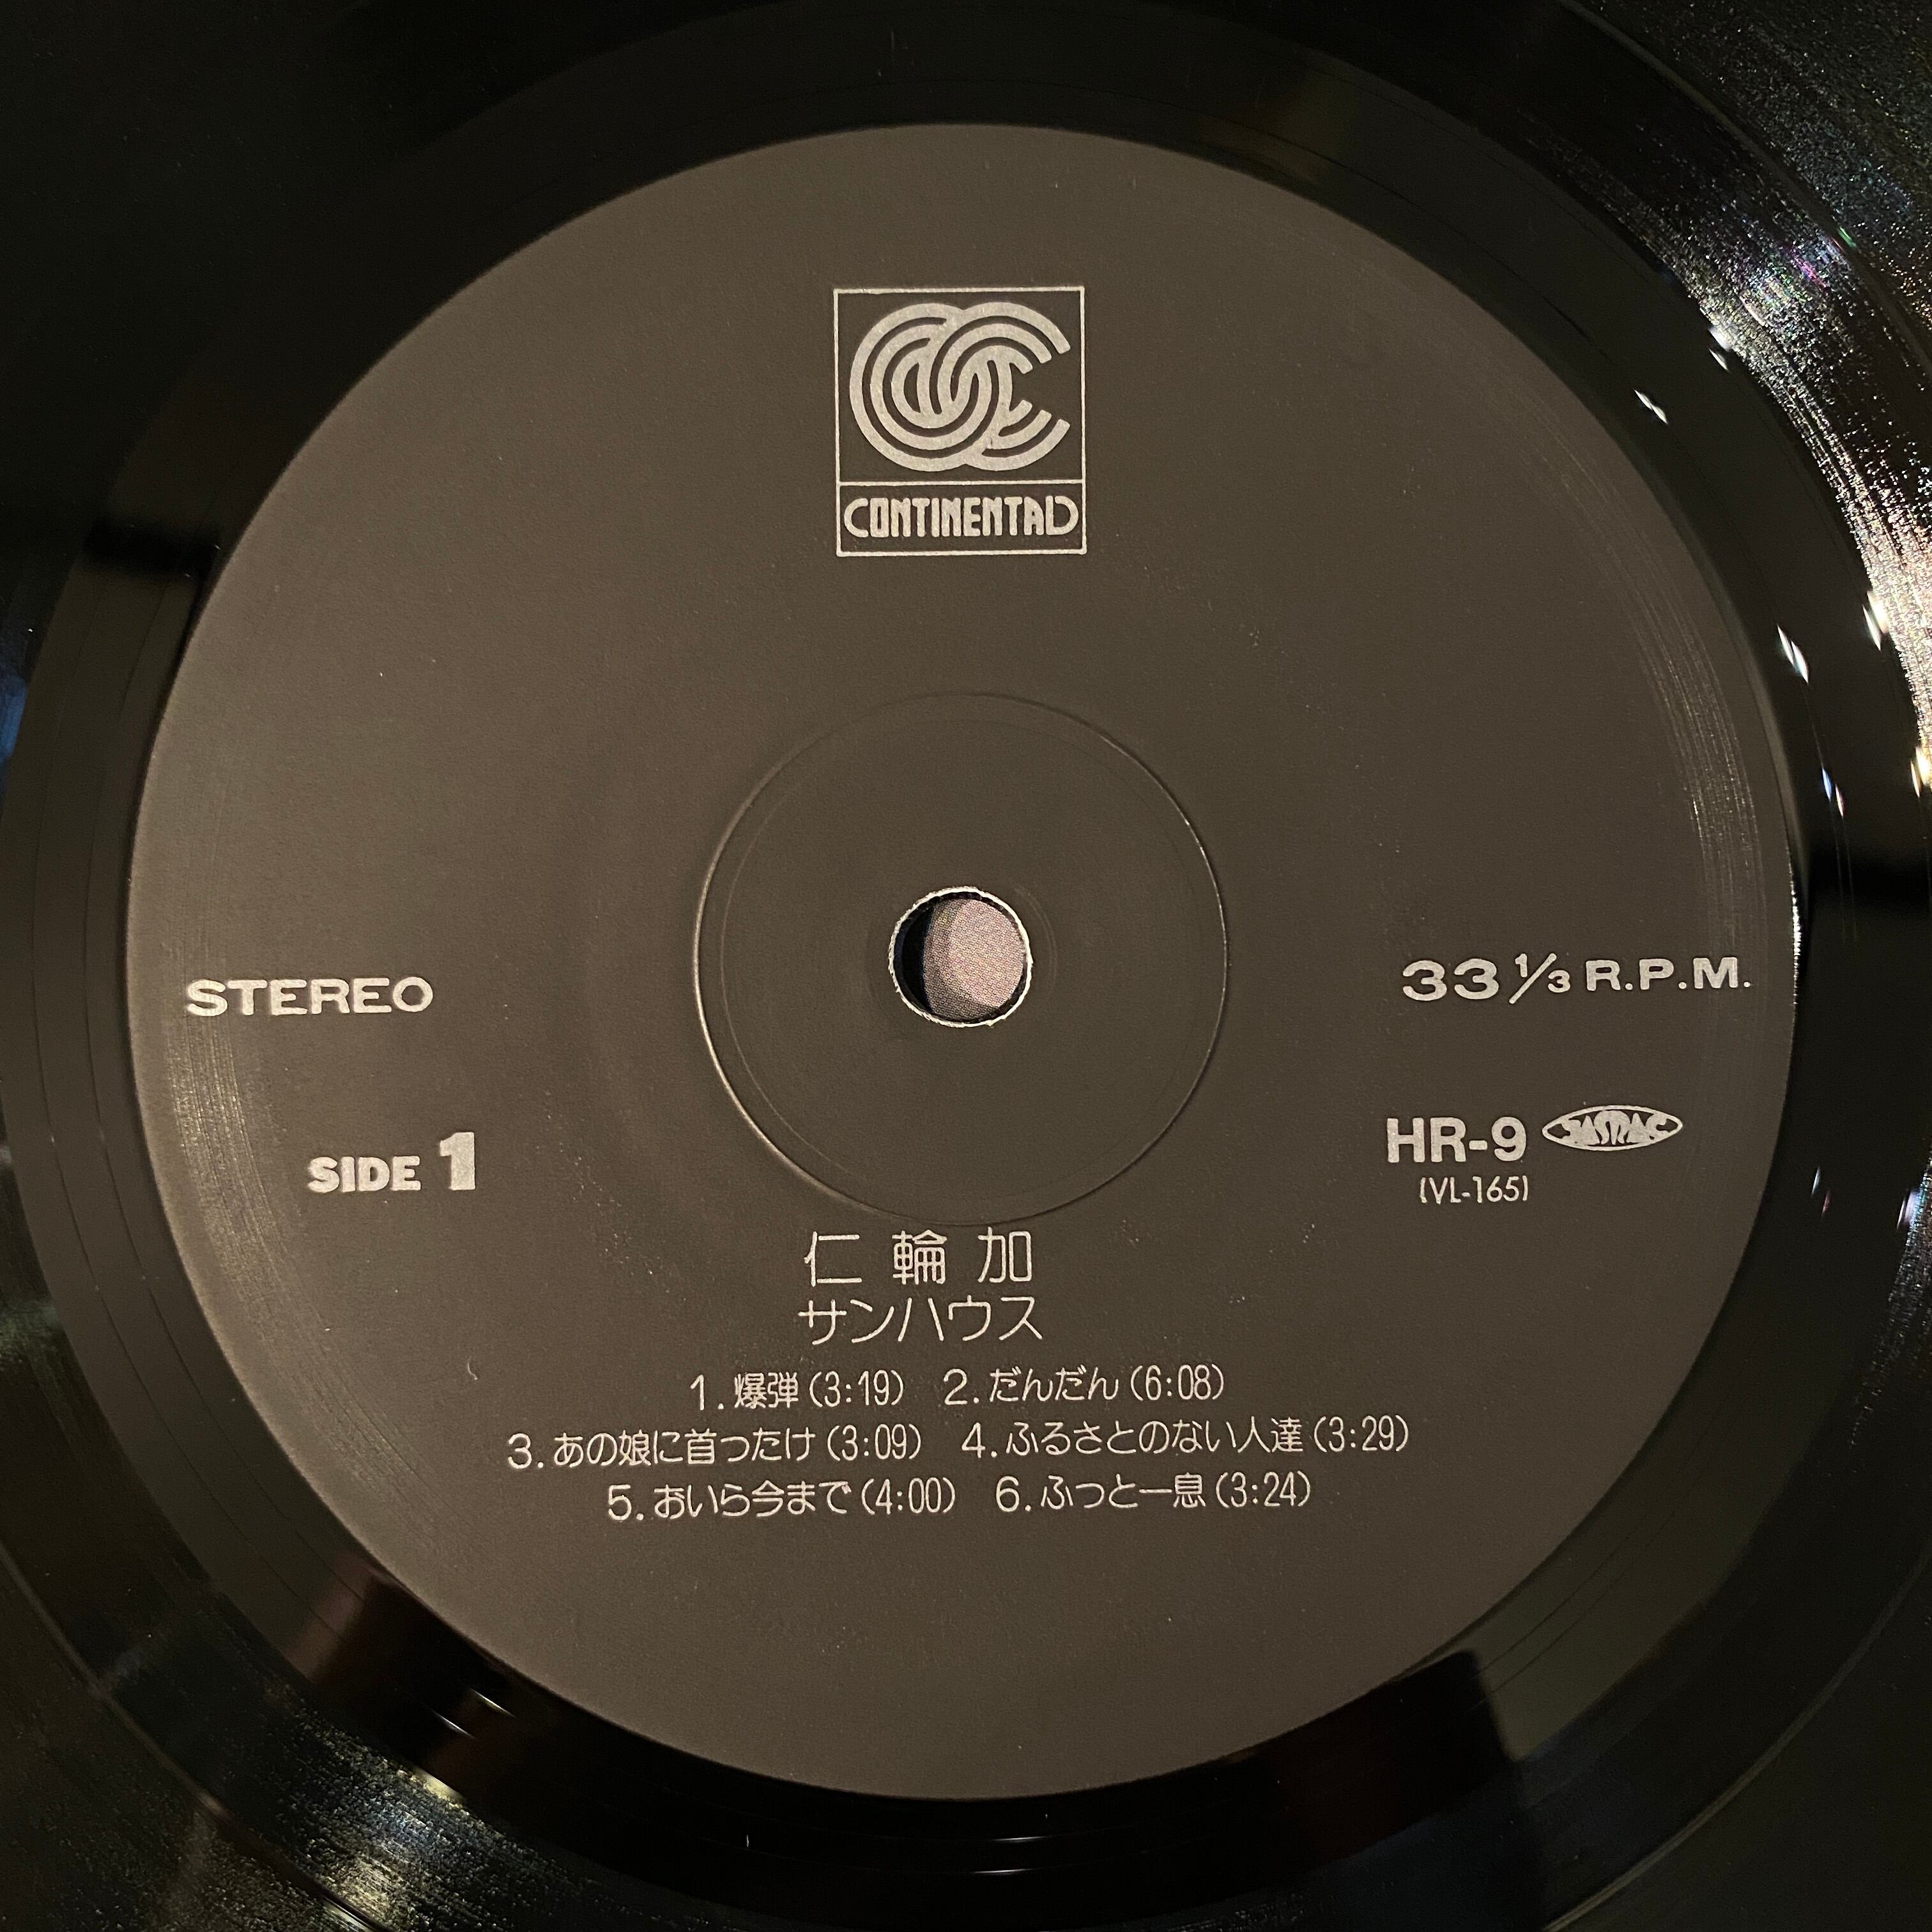 CONTINENTAL
STEREO
33 1/3 R.P.M.
SIDE 1
HR-9 JASRAC
(VL-165)
仁輪加
サンハウス
1.爆弾(3:19) 2.だんだん(6:08)
3.あの娘に首ったけ(3:09) 4.ふるさとのない人達(3:29)
5.おいら今まで(4:00) 6.ふっと一息(3:24)